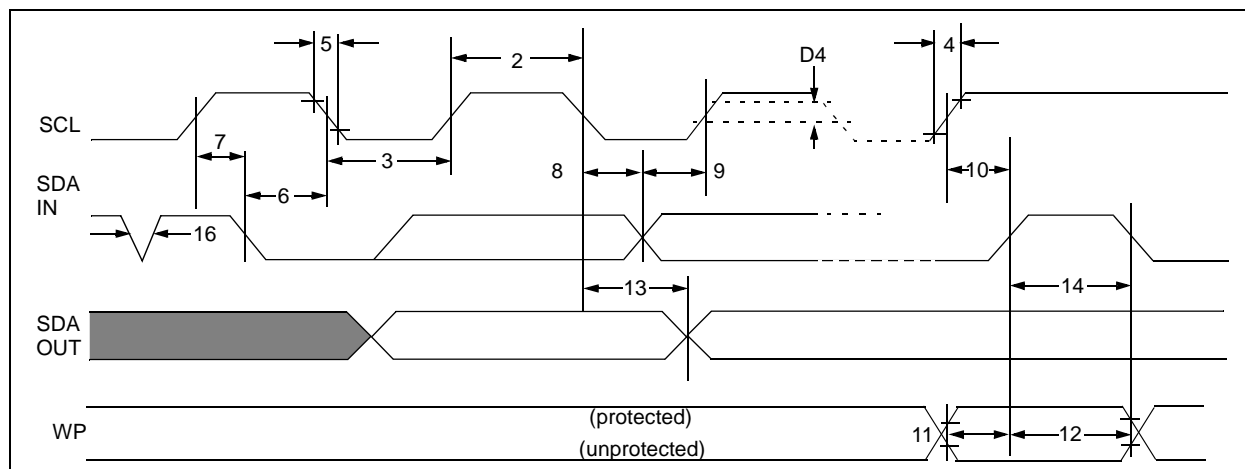 5
2
D4
4
SCL
7
3
8
9
10
SDA
IN
6
16
13
14
SDA
OUT
WP
(protected)
(unprotected)
11
12